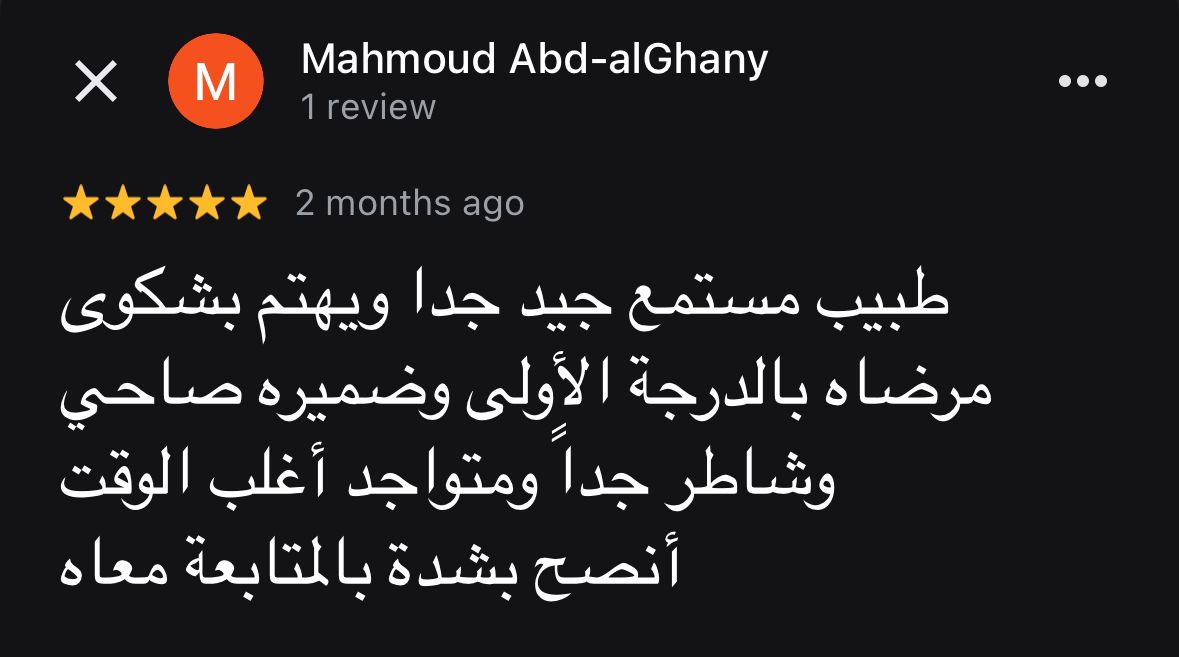 Mahmoud Abd-alGhany
1 review
2 months ago
طبيب مستمع جيد جدا ويهتم بشكوى
مرضاه بالدرجة الأولى وضميره صاحي
وشاطر جداً ومتواجد أغلب الوقت
أنصح بشدة بالمتابعة معاه